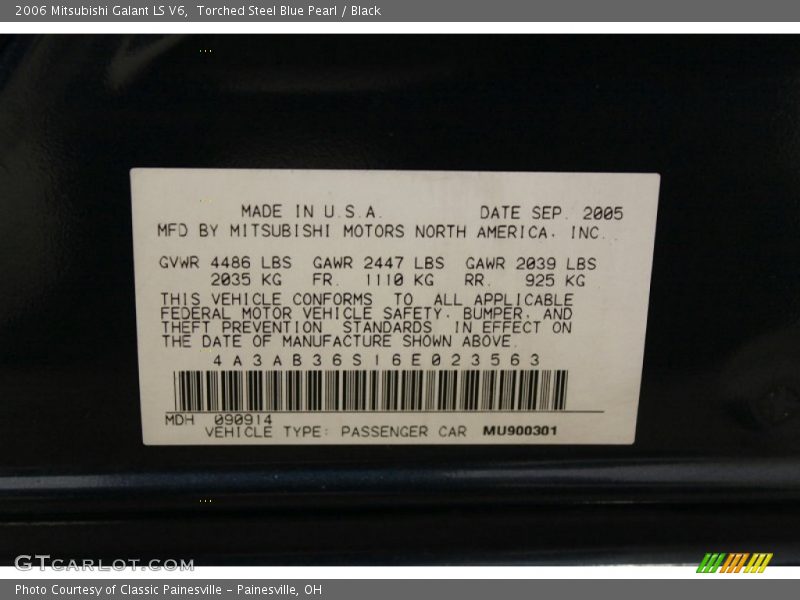 2006 Mitsubishi Galant LS V6,  Torched Steel Blue Pearl / Black
MADE IN U.S.A. DATE SEP. 2005
MFD BY MITSUBISHI MOTORS NORTH AMERICA, INC.
GVWR 4486 LBS GAWR 2447 LBS GAWR 2039 LBS
2035 KG FR. 1110 KG RR. 925 KG
THIS VEHICLE CONFORMS TO ALL APPLICABLE
FEDERAL MOTOR VEHICLE SAFETY, BUMPER, AND
THEFT PREVENTION STANDARDS IN EFFECT ON
THE DATE OF MANUFACTURE SHOWN ABOVE.
4A3AB36S16E023563
MDH 090914
VEHICLE TYPE: PASSENGER CAR MU900301
GTCARLOT.COM
Photo Courtesy of Classic Painesville - Painesville, OH